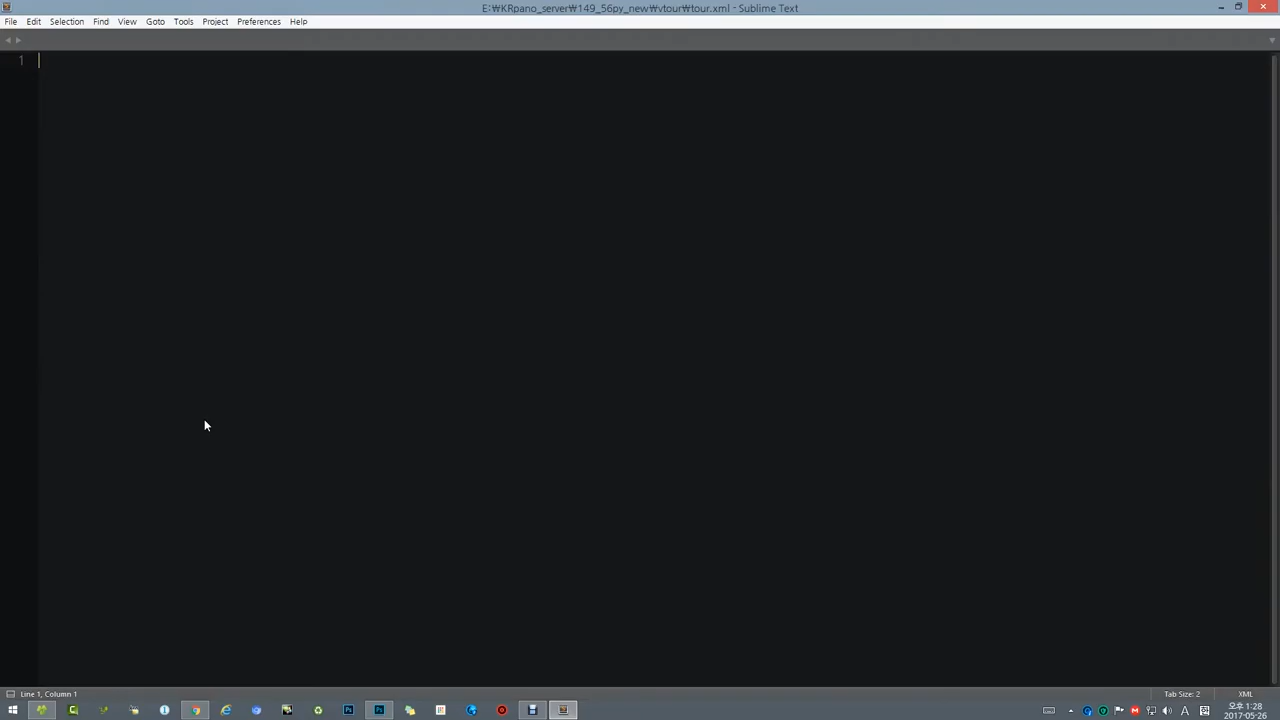 E:₩KRpano_server₩149_56py_new₩vtour₩tour.xml - Sublime Text
File Edit Selection Find View Goto Tools Project Preferences Help
1
Line 1, Column 1 Tab Size: 2 XML
A 오후 1:28
2017-05-26